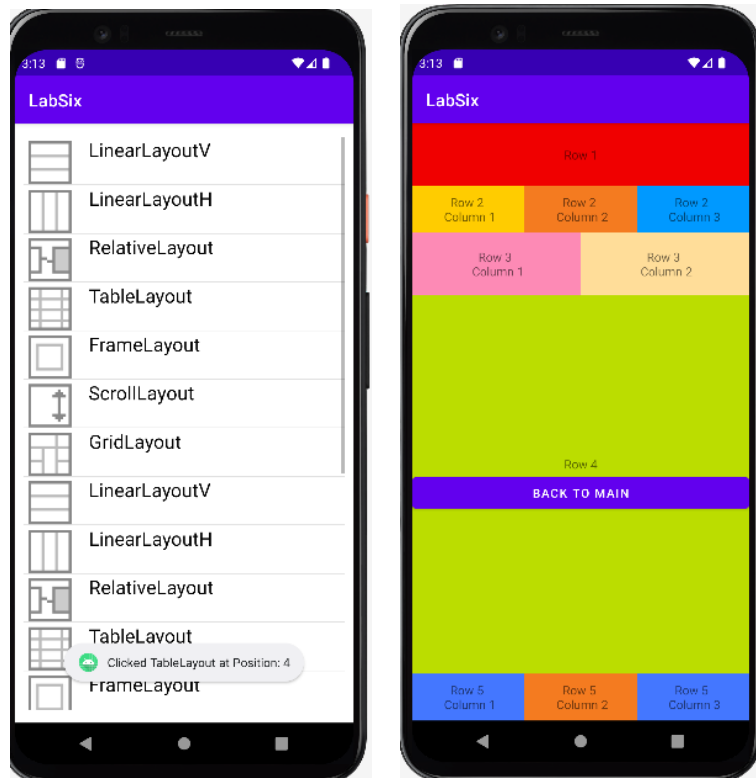 3:13
LabSix
LinearLayoutV
LinearLayoutH
RelativeLayout
TableLayout
FrameLayout
ScrollLayout
GridLayout
LinearLayoutV
LinearLayoutH
RelativeLayout
TableLayout
Clicked TableLayout at Position: 4
FrameLayout
3:13
LabSix
Row 1
Row 2
Column 1
Row 2
Column 2
Row 2
Column 3
Row 3
Column 1
Row 3
Column 2
Row 4
BACK TO MAIN
Row 5
Column 1
Row 5
Column 2
Row 5
Column 3